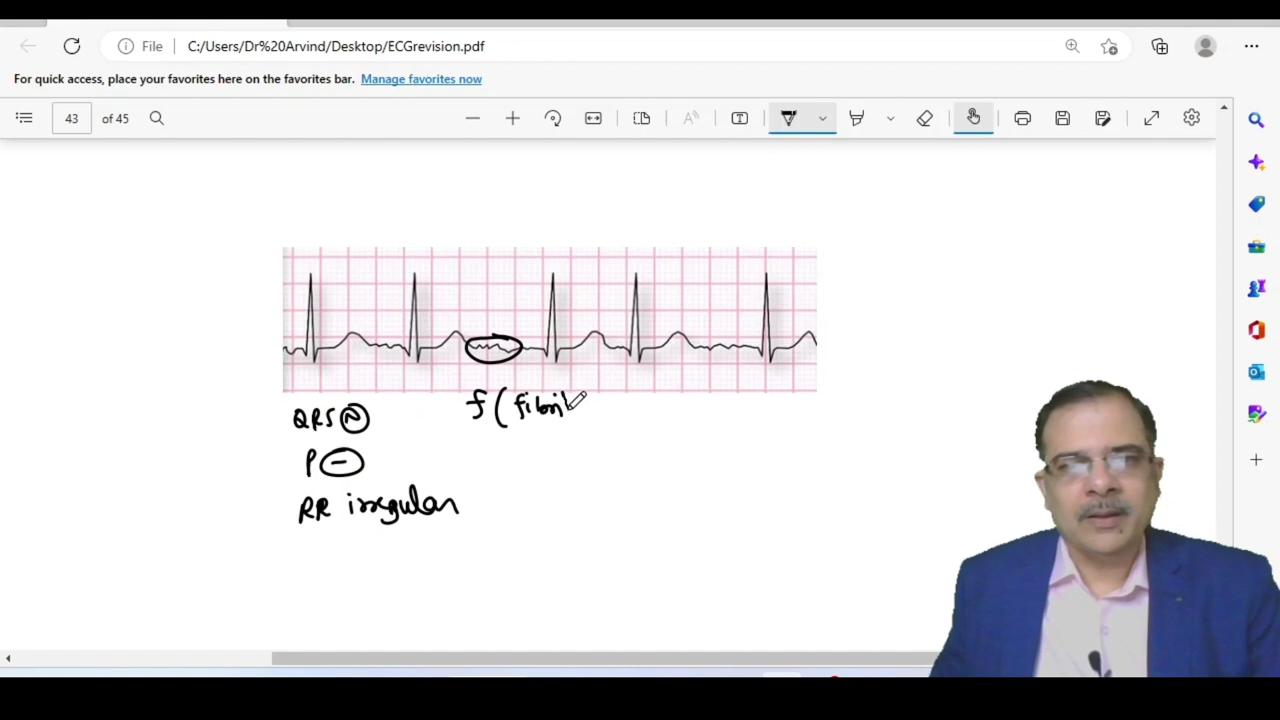 File C:/Users/Dr%20Arvind/Desktop/ECGrevision.pdf
For quick access, place your favorites here on the favorites bar. Manage favorites now
43 of 45
QRS N f (fibril
P -
RR irregular